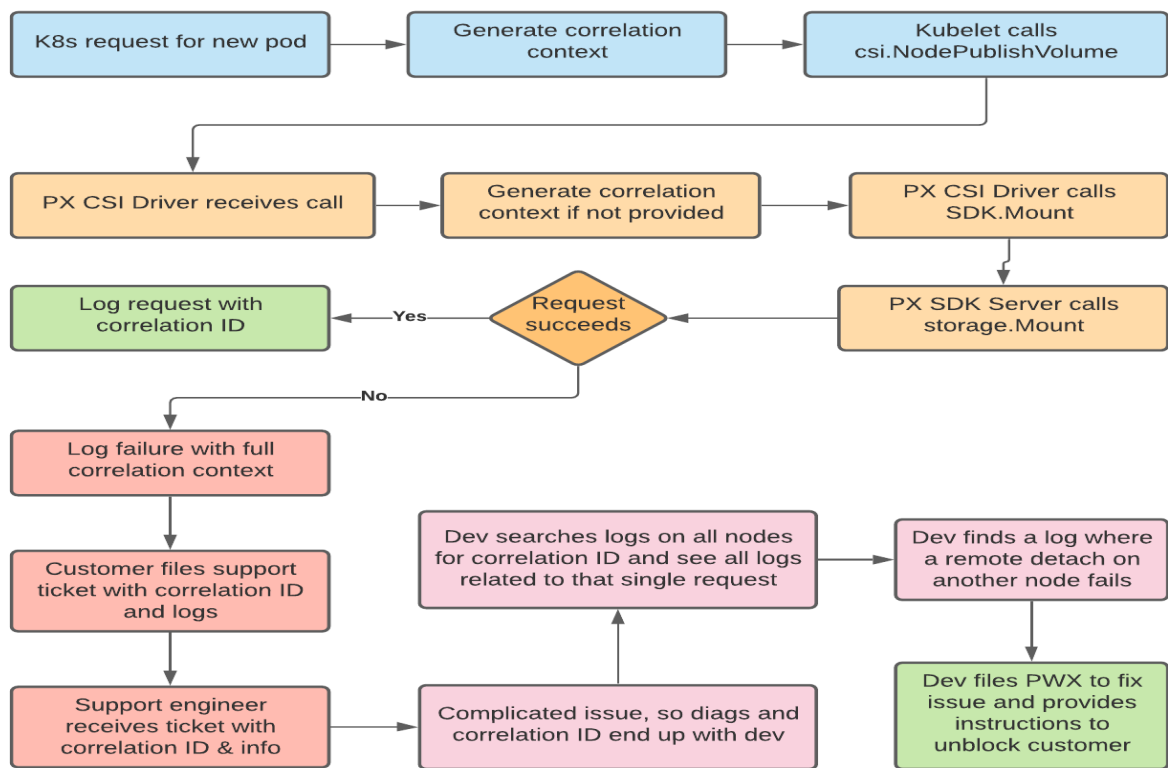 K8s request for new pod
Generate correlation
context
Kubelet calls
csi.NodePublishVolume
PX CSI Driver receives call
Generate correlation
context if not provided
PX CSI Driver calls
SDK.Mount
Log request with
correlation ID
Yes
Request
succeeds
PX SDK Server calls
storage.Mount
No
Log failure with full
correlation context
Customer files support
ticket with correlation ID
and logs
Support engineer
receives ticket with
correlation ID & info
Complicated issue, so diags and
correlation ID end up with dev
Dev searches logs on all nodes
for correlation ID and see all logs
related to that single request
Dev finds a log where
a remote detach on
another node fails
Dev files PWX to fix
issue and provides
instructions to
unblock customer